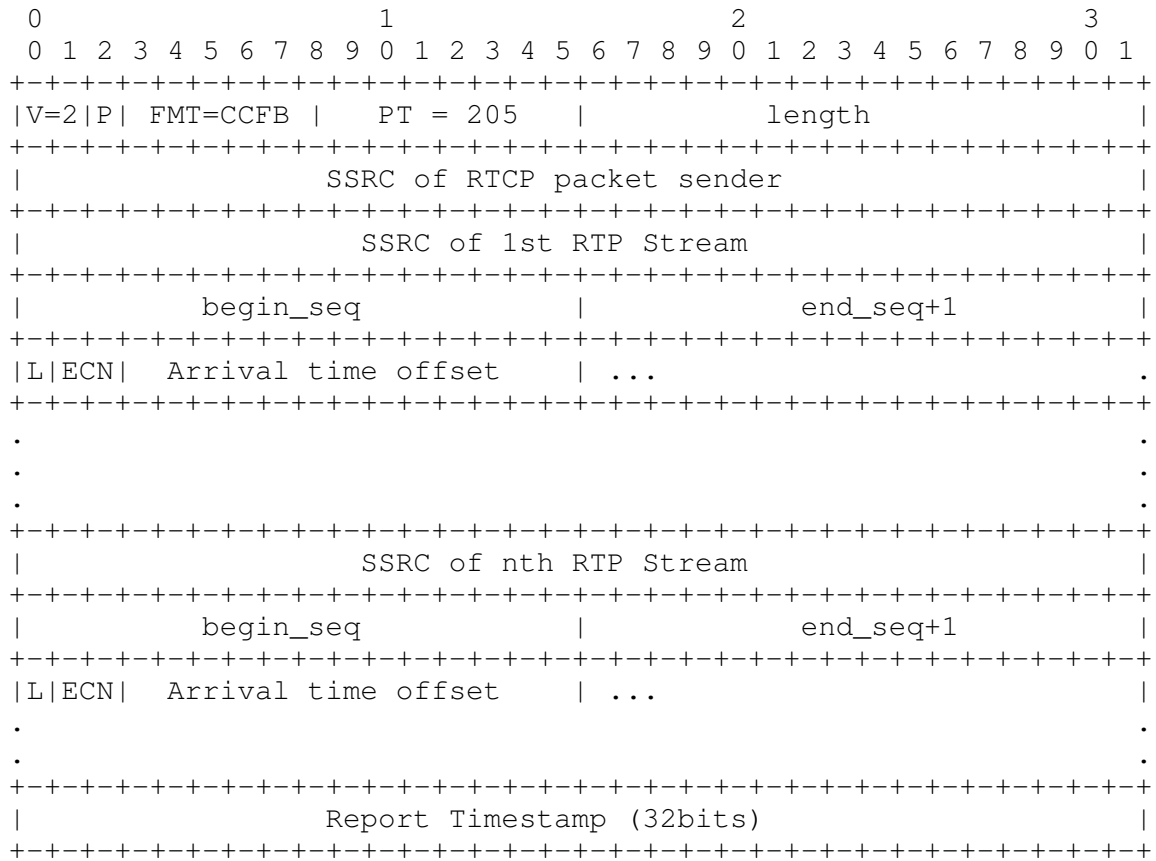 0                   1                   2                   3
 0 1 2 3 4 5 6 7 8 9 0 1 2 3 4 5 6 7 8 9 0 1 2 3 4 5 6 7 8 9 0 1
+-+-+-+-+-+-+-+-+-+-+-+-+-+-+-+-+-+-+-+-+-+-+-+-+-+-+-+-+-+-+-+-+
|V=2|P| FMT=CCFB |   PT = 205    |          length               |
+-+-+-+-+-+-+-+-+-+-+-+-+-+-+-+-+-+-+-+-+-+-+-+-+-+-+-+-+-+-+-+-+
|                 SSRC of RTCP packet sender                    |
+-+-+-+-+-+-+-+-+-+-+-+-+-+-+-+-+-+-+-+-+-+-+-+-+-+-+-+-+-+-+-+-+
|                   SSRC of 1st RTP Stream                      |
+-+-+-+-+-+-+-+-+-+-+-+-+-+-+-+-+-+-+-+-+-+-+-+-+-+-+-+-+-+-+-+-+
|          begin_seq            |            end_seq+1          |
+-+-+-+-+-+-+-+-+-+-+-+-+-+-+-+-+-+-+-+-+-+-+-+-+-+-+-+-+-+-+-+-+
|L|ECN|  Arrival time offset    | ...                           .
+-+-+-+-+-+-+-+-+-+-+-+-+-+-+-+-+-+-+-+-+-+-+-+-+-+-+-+-+-+-+-+-+
.                                                               .
.                                                               .
.                                                               .
+-+-+-+-+-+-+-+-+-+-+-+-+-+-+-+-+-+-+-+-+-+-+-+-+-+-+-+-+-+-+-+-+
|                   SSRC of nth RTP Stream                      |
+-+-+-+-+-+-+-+-+-+-+-+-+-+-+-+-+-+-+-+-+-+-+-+-+-+-+-+-+-+-+-+-+
|          begin_seq            |            end_seq+1          |
+-+-+-+-+-+-+-+-+-+-+-+-+-+-+-+-+-+-+-+-+-+-+-+-+-+-+-+-+-+-+-+-+
|L|ECN|  Arrival time offset    | ...                           |
.                                                               .
.                                                               .
+-+-+-+-+-+-+-+-+-+-+-+-+-+-+-+-+-+-+-+-+-+-+-+-+-+-+-+-+-+-+-+-+
|                 Report Timestamp (32bits)                     |
+-+-+-+-+-+-+-+-+-+-+-+-+-+-+-+-+-+-+-+-+-+-+-+-+-+-+-+-+-+-+-+-+